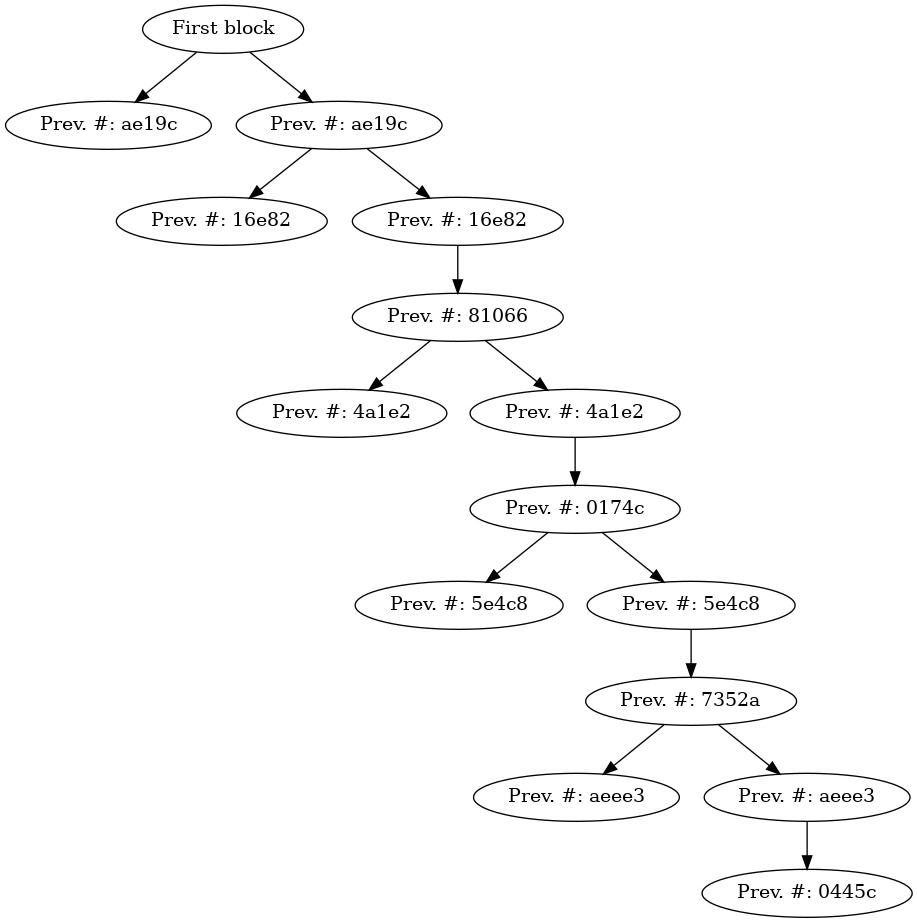 First block
Prev. #: ae19c
Prev. #: ae19c
Prev. #: 16e82
Prev. #: 16e82
Prev. #: 81066
Prev. #: 4a1e2
Prev. #: 4a1e2
Prev. #: 0174c
Prev. #: 5e4c8
Prev. #: 5e4c8
Prev. #: 7352a
Prev. #: aeee3
Prev. #: aeee3
Prev. #: 0445c